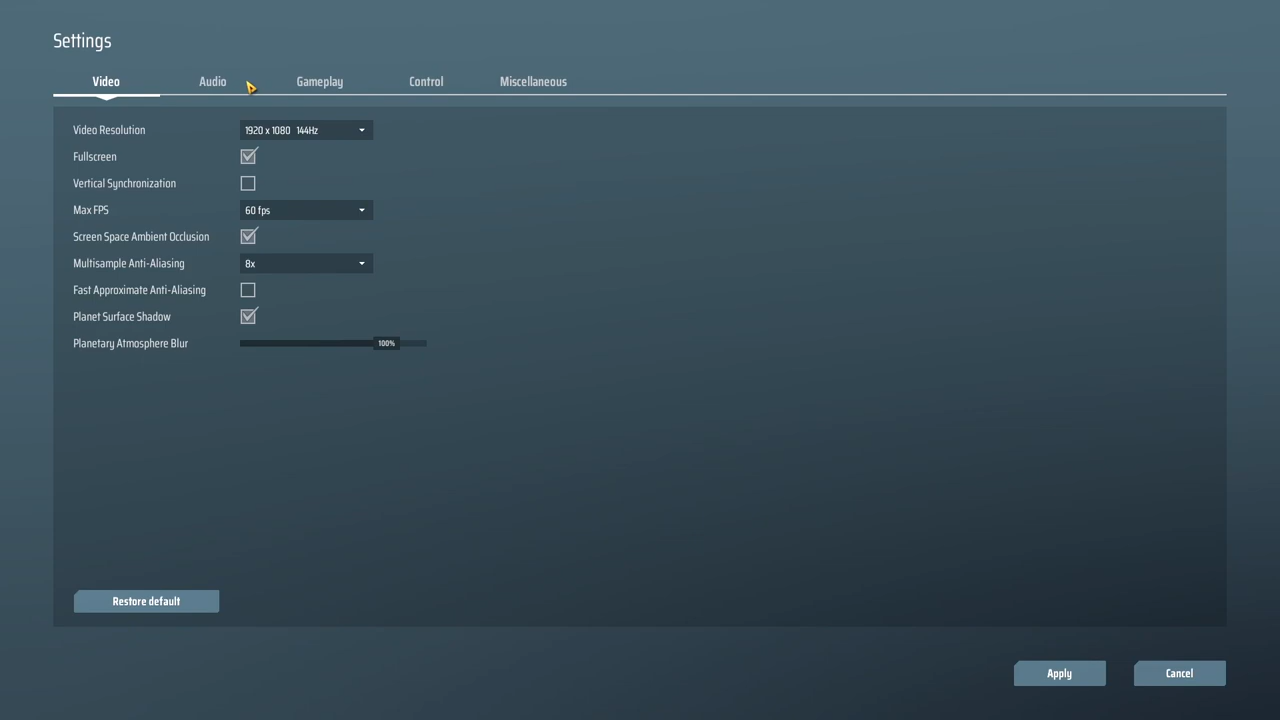 Settings
Video Audio Gameplay Control Miscellaneous
Video Resolution 1920 x 1080 144Hz
Fullscreen
Vertical Synchronization
Max FPS 60 fps
Screen Space Ambient Occlusion
Multisample Anti-Aliasing 8x
Fast Approximate Anti-Aliasing
Planet Surface Shadow
Planetary Atmosphere Blur 100%
Restore default
Apply Cancel